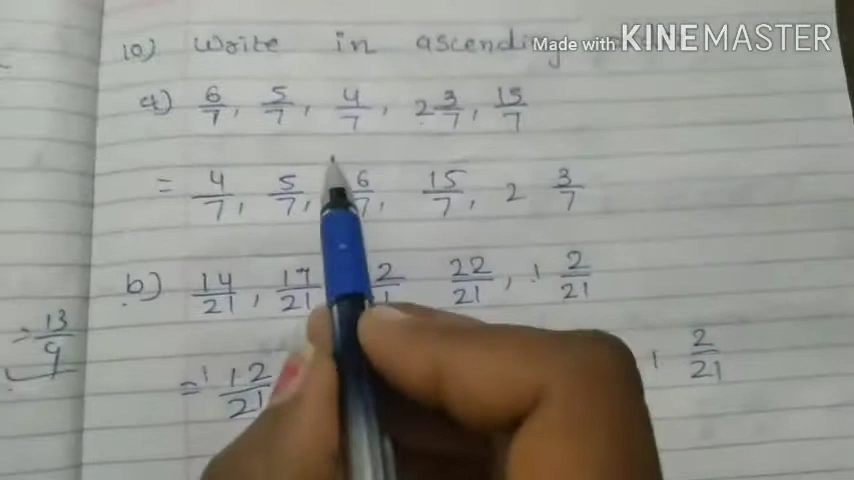 10) Write in ascending Made with KINEMASTER
a) 6/7, 5/7, 4/7, 2 3/7, 15/7
= 4/7, 5/7, 6/7, 15/7, 2 3/7
b) 14/21, 17/21 22/21, 1 2/21
= 12/21 1 2/21
= 13/9